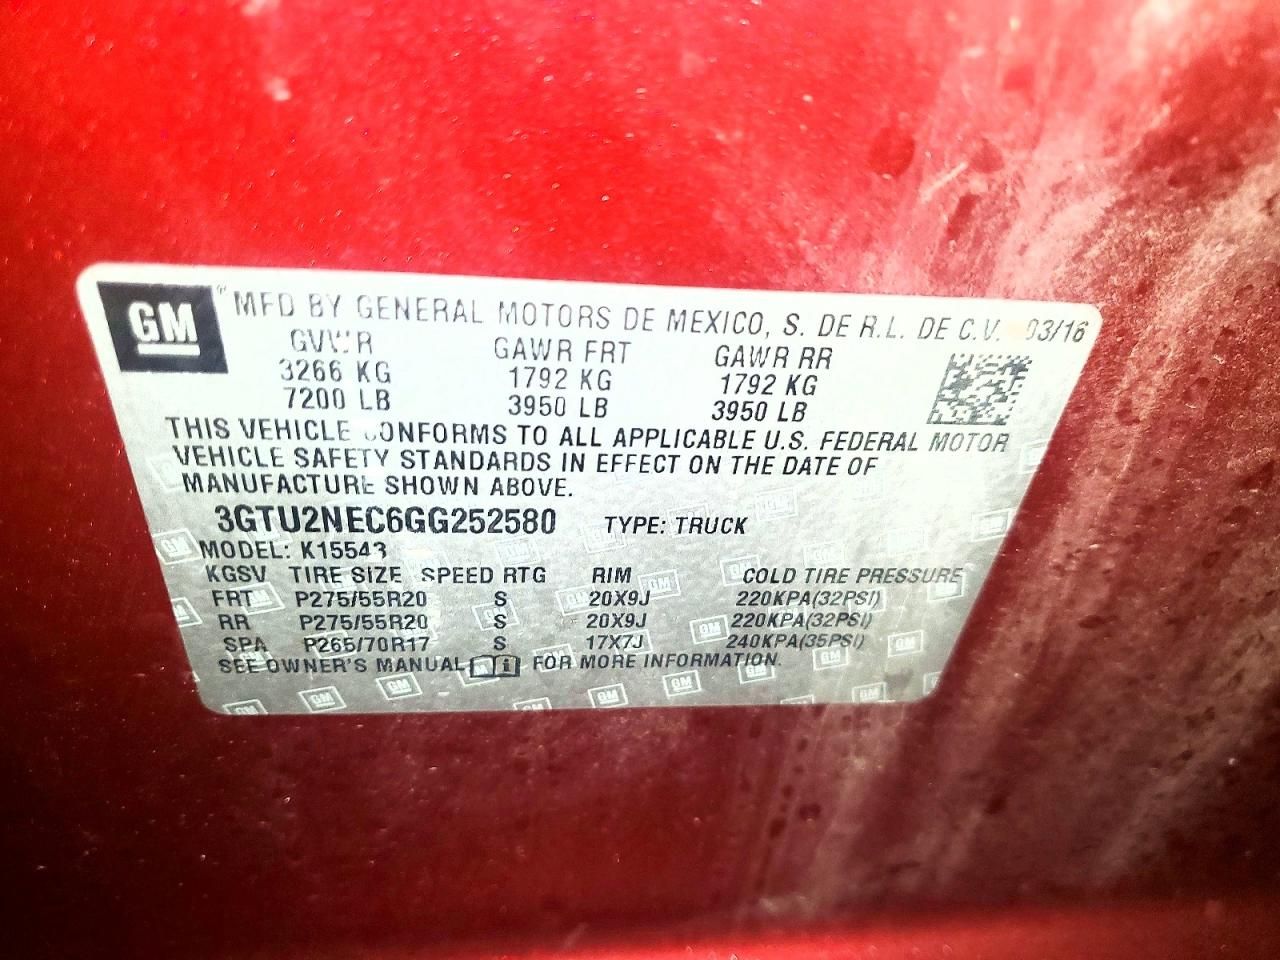 GM MFD BY GENERAL MOTORS DE MEXICO, S. DE R.L. DE C.V. 03/16
GVWR GAWR FRT GAWR RR
3266 KG 1792 KG 1792 KG
7200 LB 3950 LB 3950 LB
THIS VEHICLE CONFORMS TO ALL APPLICABLE U.S. FEDERAL MOTOR
VEHICLE SAFETY STANDARDS IN EFFECT ON THE DATE OF
MANUFACTURE SHOWN ABOVE.
3GTU2NEC6GG252580 TYPE: TRUCK
MODEL: K15543
KGSV TIRE SIZE SPEED RTG RIM COLD TIRE PRESSURE
FRT P275/55R20 S 20X9J 220KPA(32PSI)
RR P275/55R20 S 20X9J 220KPA(32PSI)
SPA P265/70R17 S 17X7J 240KPA(35PSI)
SEE OWNER'S MANUAL FOR MORE INFORMATION.